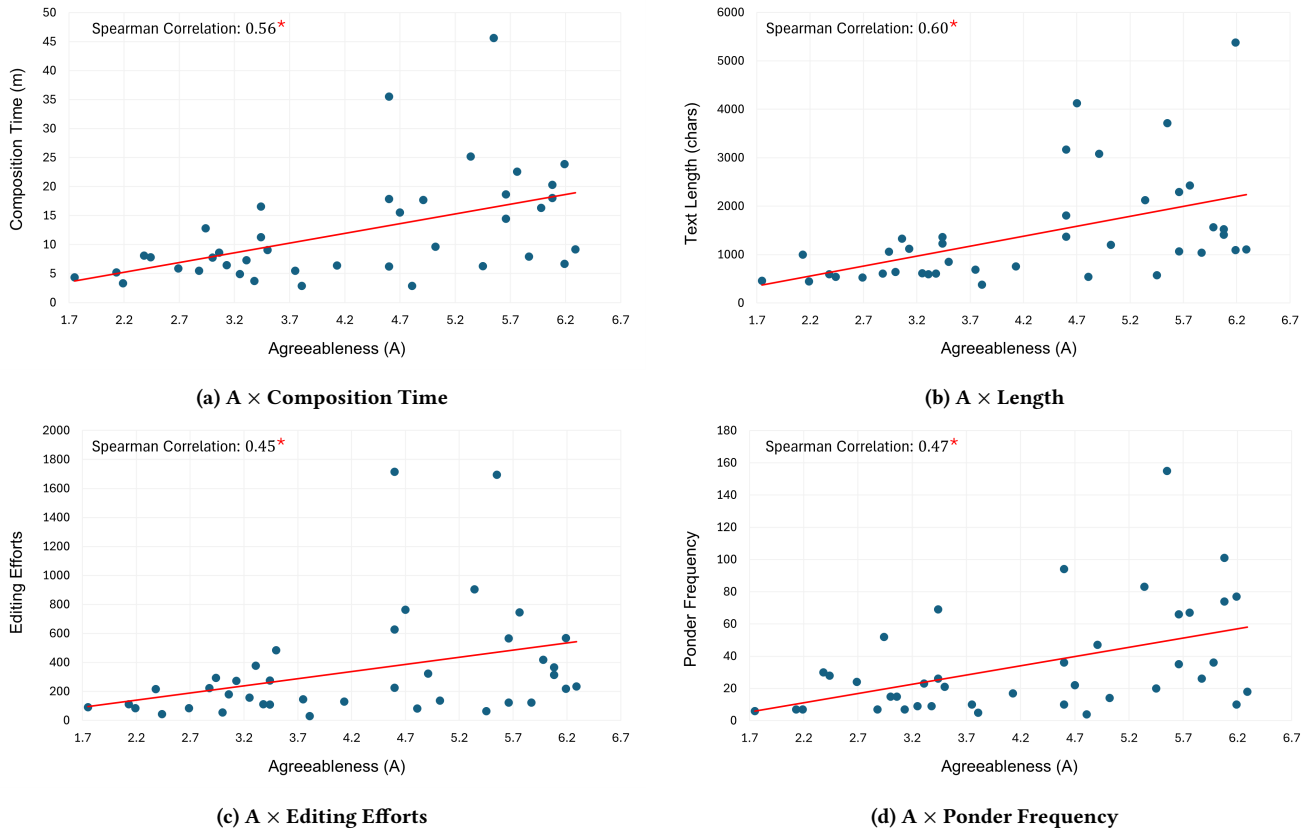 Spearman Correlation: 0.56*
Composition Time (m)
50
45
40
35
30
25
20
15
10
5
0
1.7 2.2 2.7 3.2 3.7 4.2 4.7 5.2 5.7 6.2 6.7
Agreeableness (A)
(a) A × Composition Time
Spearman Correlation: 0.60*
Text Length (chars)
6000
5000
4000
3000
2000
1000
0
1.7 2.2 2.7 3.2 3.7 4.2 4.7 5.2 5.7 6.2 6.7
Agreeableness (A)
(b) A × Length
Spearman Correlation: 0.45*
Editing Efforts
2000
1800
1600
1400
1200
1000
800
600
400
200
0
1.7 2.2 2.7 3.2 3.7 4.2 4.7 5.2 5.7 6.2 6.7
Agreeableness (A)
(c) A × Editing Efforts
Spearman Correlation: 0.47*
Ponder Frequency
180
160
140
120
100
80
60
40
20
0
1.7 2.2 2.7 3.2 3.7 4.2 4.7 5.2 5.7 6.2 6.7
Agreeableness (A)
(d) A × Ponder Frequency